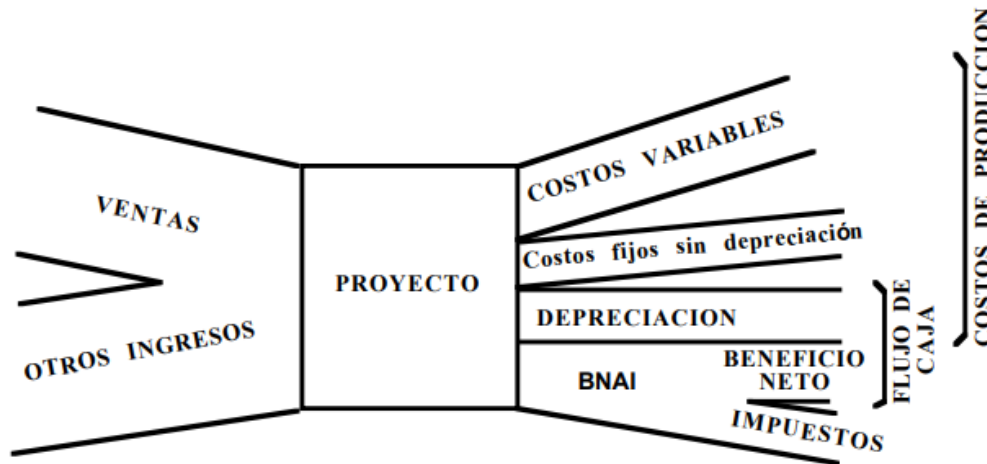 VENTAS
OTROS INGRESOS
PROYECTO
COSTOS VARIABLES
Costos fijos sin depreciación
DEPRECIACION
BNAI
BENEFICIO
NETO
IMPUESTOS
FLUJO DE
CAJA
COSTOS DE PRODUCCION